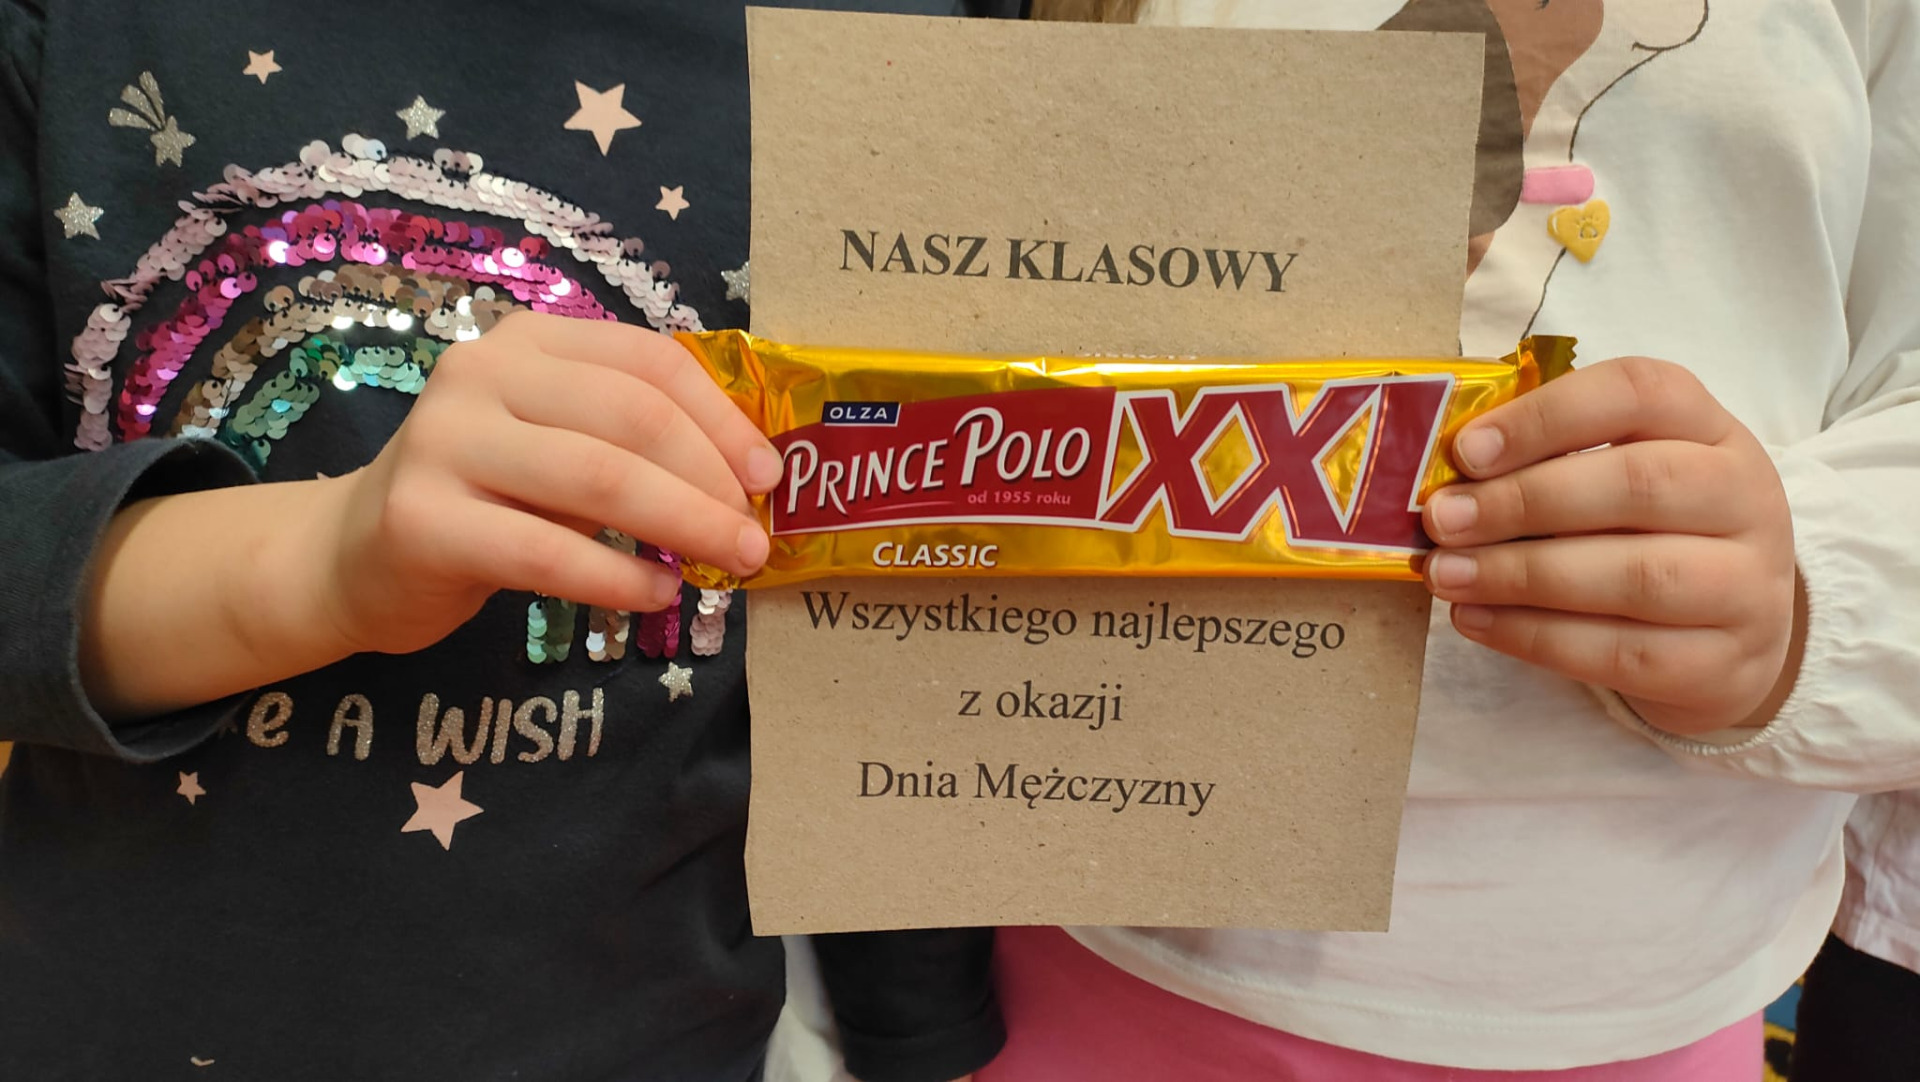 NASZ KLASOWY
OLZA
PRINCE POLO XXL
od 1955 roku
CLASSIC
Wszystkiego najlepszego
z okazji
Dnia Mężczyzny
A WISH